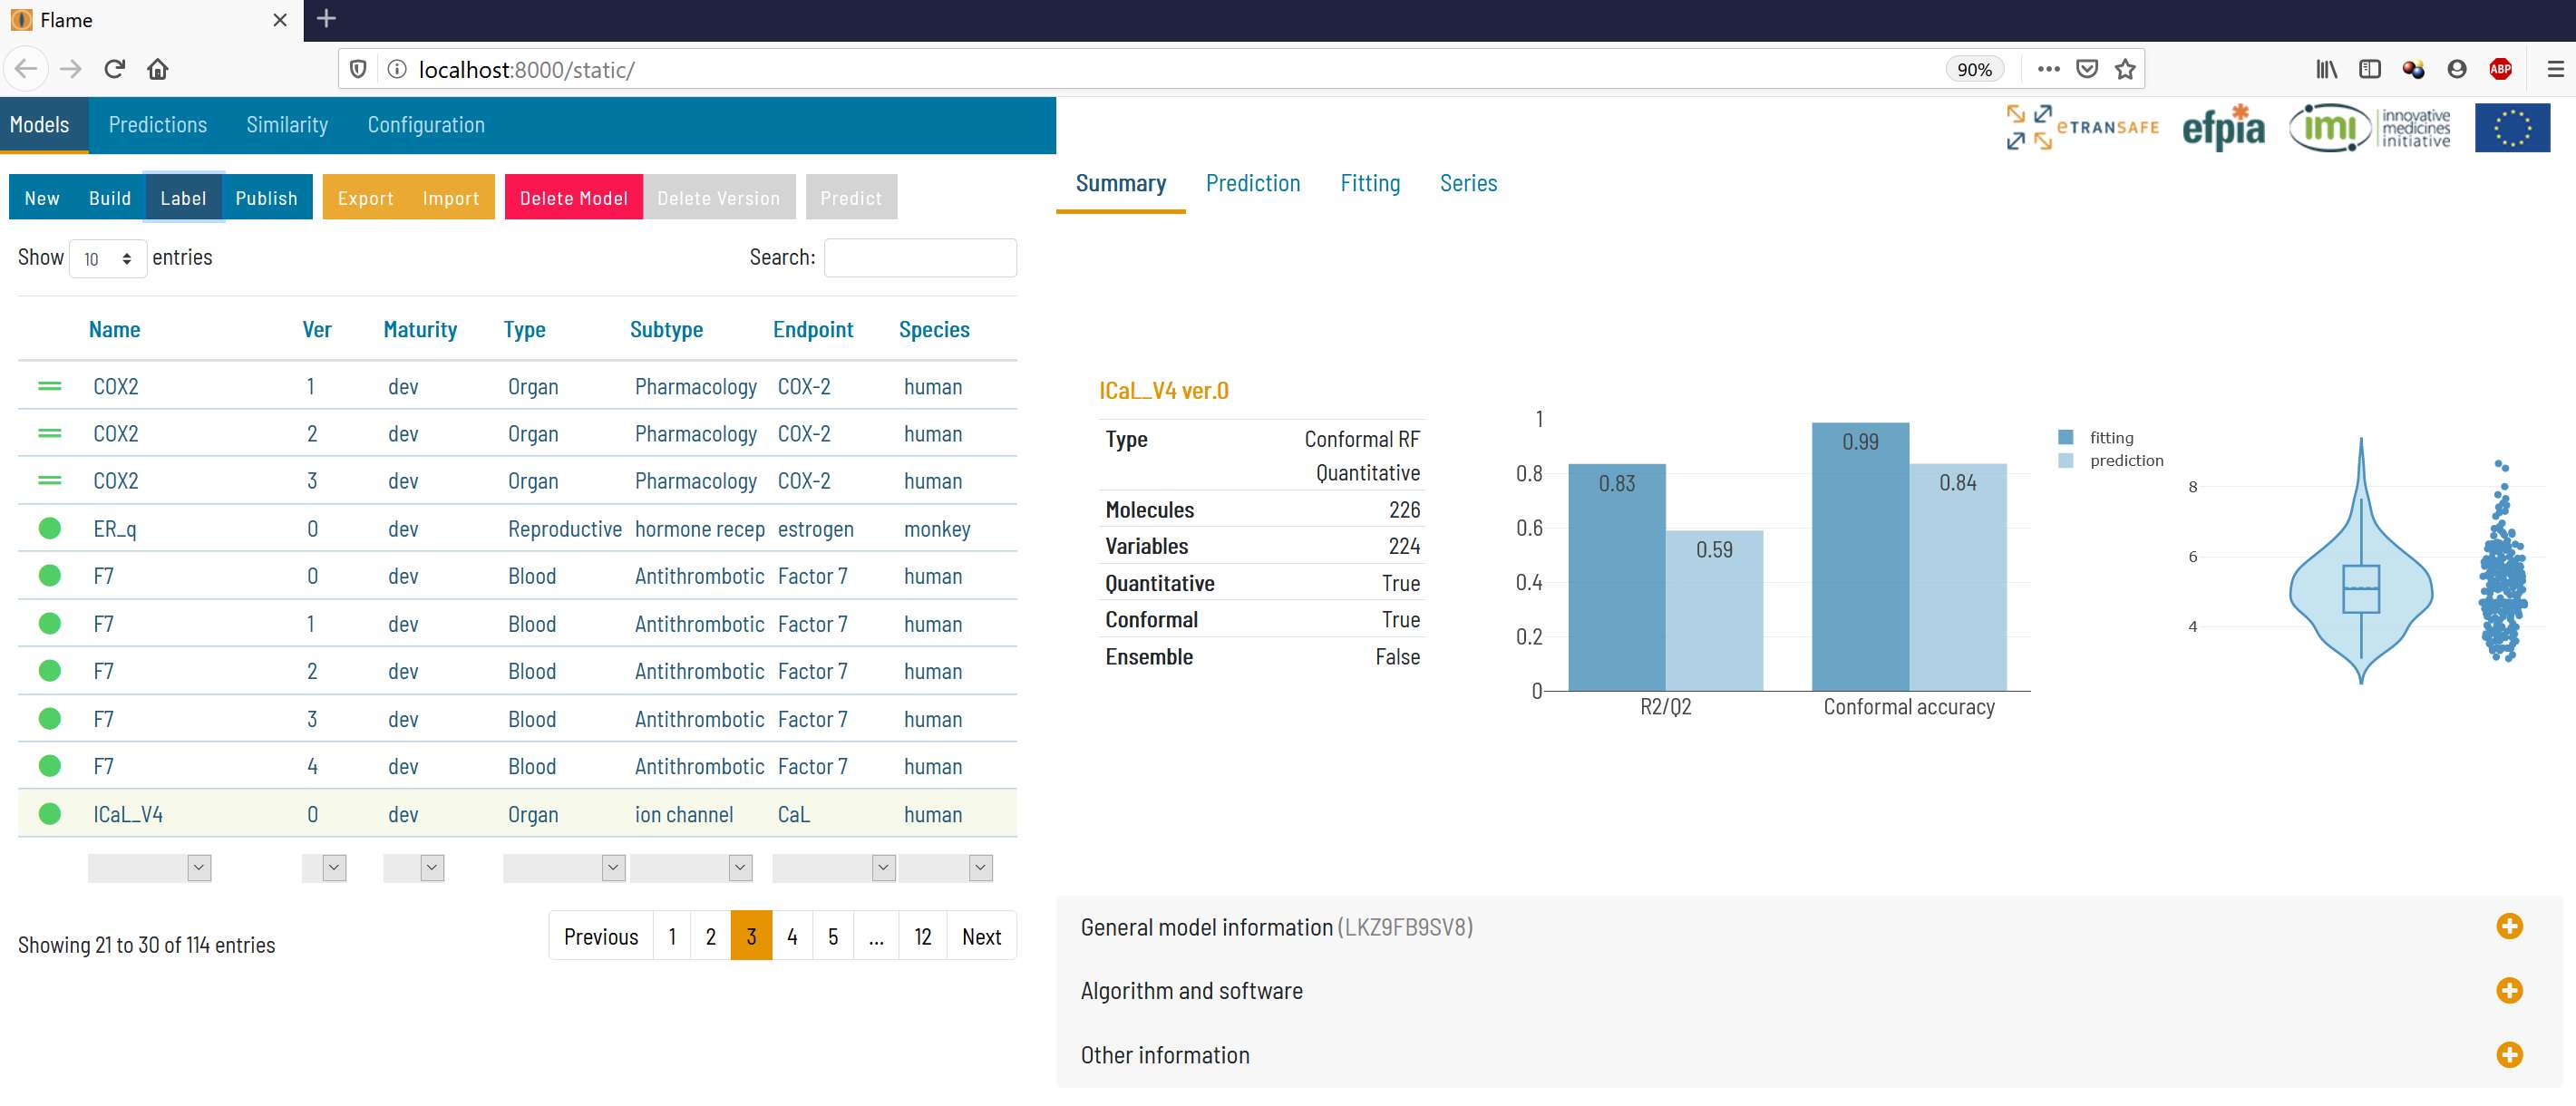 Flame
localhost:8000/static/
90%
ABP
Models Predictions Similarity Configuration
eTRANSAFE efpia imi innovative
medicines
initiative
New Build Label Publish Export Import Delete Model Delete Version Predict
Summary Prediction Fitting Series
Show 10 entries Search:
Name Ver Maturity Type Subtype Endpoint Species
COX2 1 dev Organ Pharmacology COX-2 human
COX2 2 dev Organ Pharmacology COX-2 human
COX2 3 dev Organ Pharmacology COX-2 human
ER_q 0 dev Reproductive hormone recep estrogen monkey
F7 0 dev Blood Antithrombotic Factor 7 human
F7 1 dev Blood Antithrombotic Factor 7 human
F7 2 dev Blood Antithrombotic Factor 7 human
F7 3 dev Blood Antithrombotic Factor 7 human
F7 4 dev Blood Antithrombotic Factor 7 human
ICaL_V4 0 dev Organ ion channel CaL human
Showing 21 to 30 of 114 entries
Previous 1 2 3 4 5 ... 12 Next
ICaL_V4 ver.0
Type Conformal RF
Quantitative
Molecules 226
Variables 224
Quantitative True
Conformal True
Ensemble False
1
0.8
0.6
0.4
0.2
0
0.83
0.59
0.99
0.84
R2/Q2 Conformal accuracy
fitting
prediction
8
6
4
General model information (LKZ9FB9SV8)
Algorithm and software
Other information